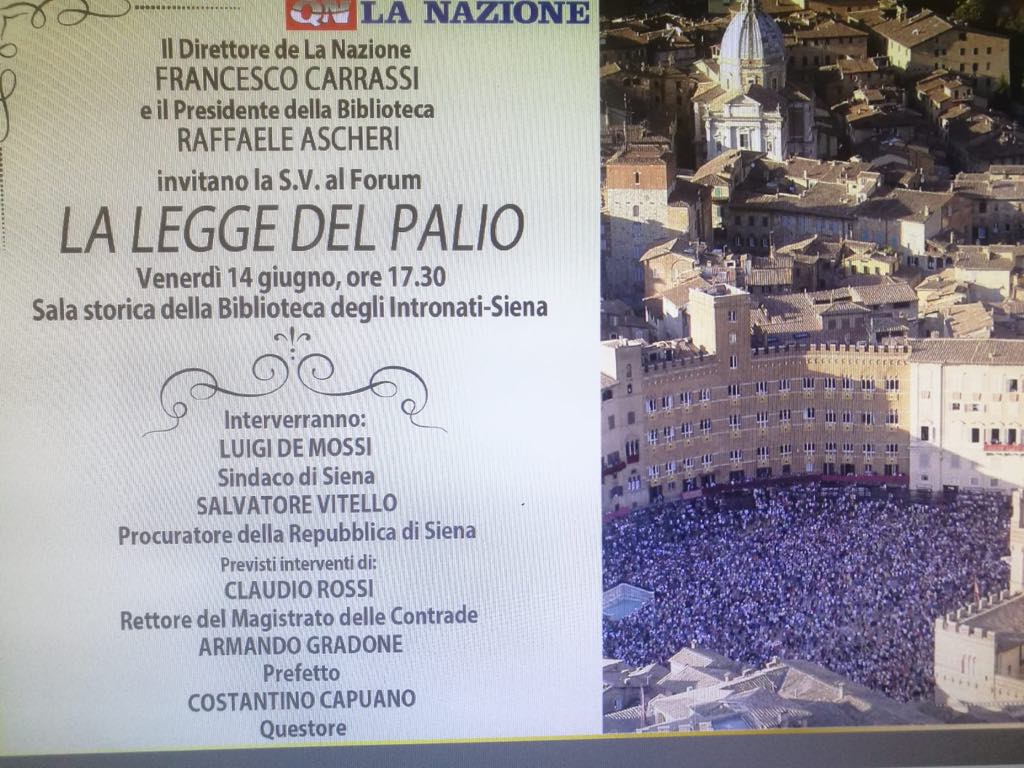 QN LA NAZIONE
Il Direttore de La Nazione
FRANCESCO CARRASSI
e il Presidente della Biblioteca
RAFFAELE ASCHERI
invitano la S.V. al Forum
LA LEGGE DEL PALIO
Venerdì 14 giugno, ore 17.30
Sala storica della Biblioteca degli Intronati-Siena
Interverranno:
LUIGI DE MOSSI
Sindaco di Siena
SALVATORE VITELLO
Procuratore della Repubblica di Siena
Previsti interventi di:
CLAUDIO ROSSI
Rettore del Magistrato delle Contrade
ARMANDO GRADONE
Prefetto
COSTANTINO CAPUANO
Questore